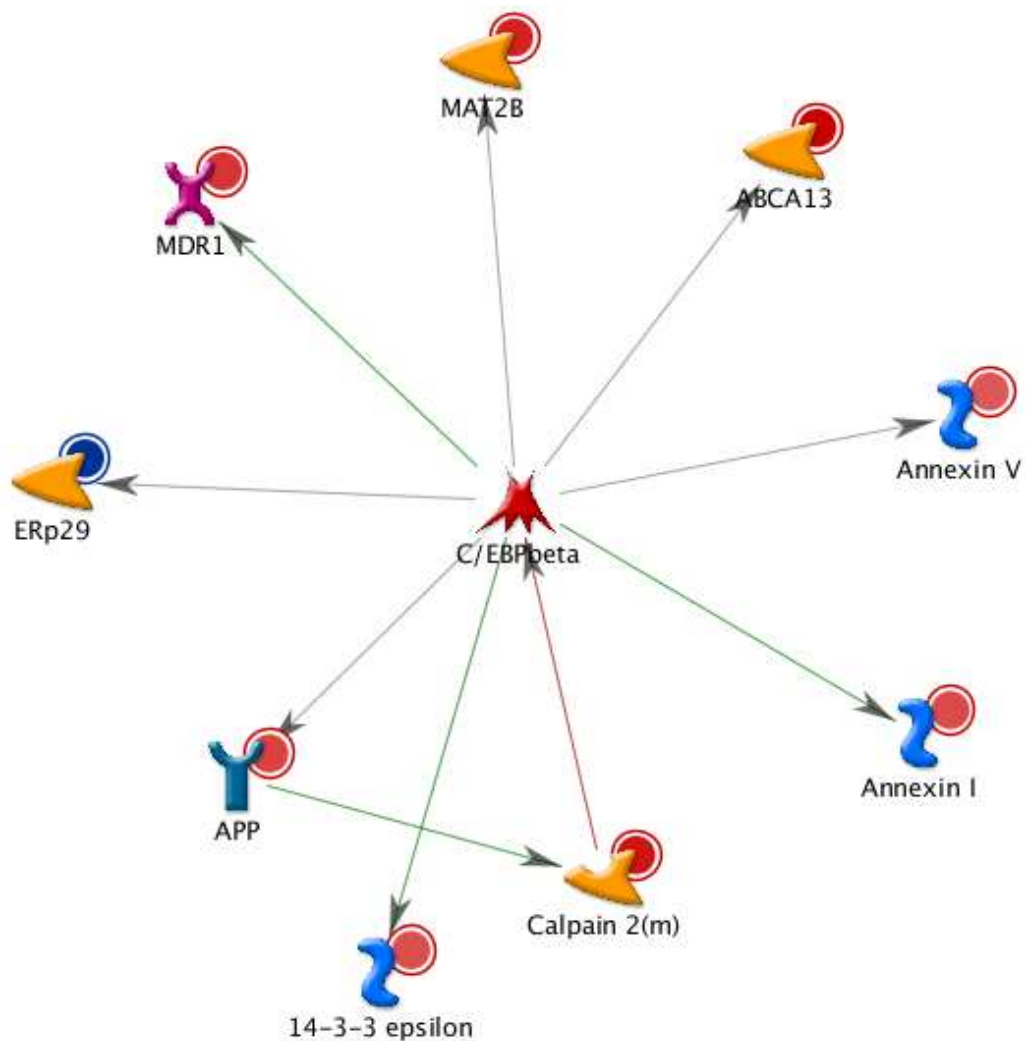 MAT2B
ABCA13
MDR1
Annexin V
ERp29
C/EBPbeta
Annexin I
APP
Calpain 2(m)
14-3-3 epsilon